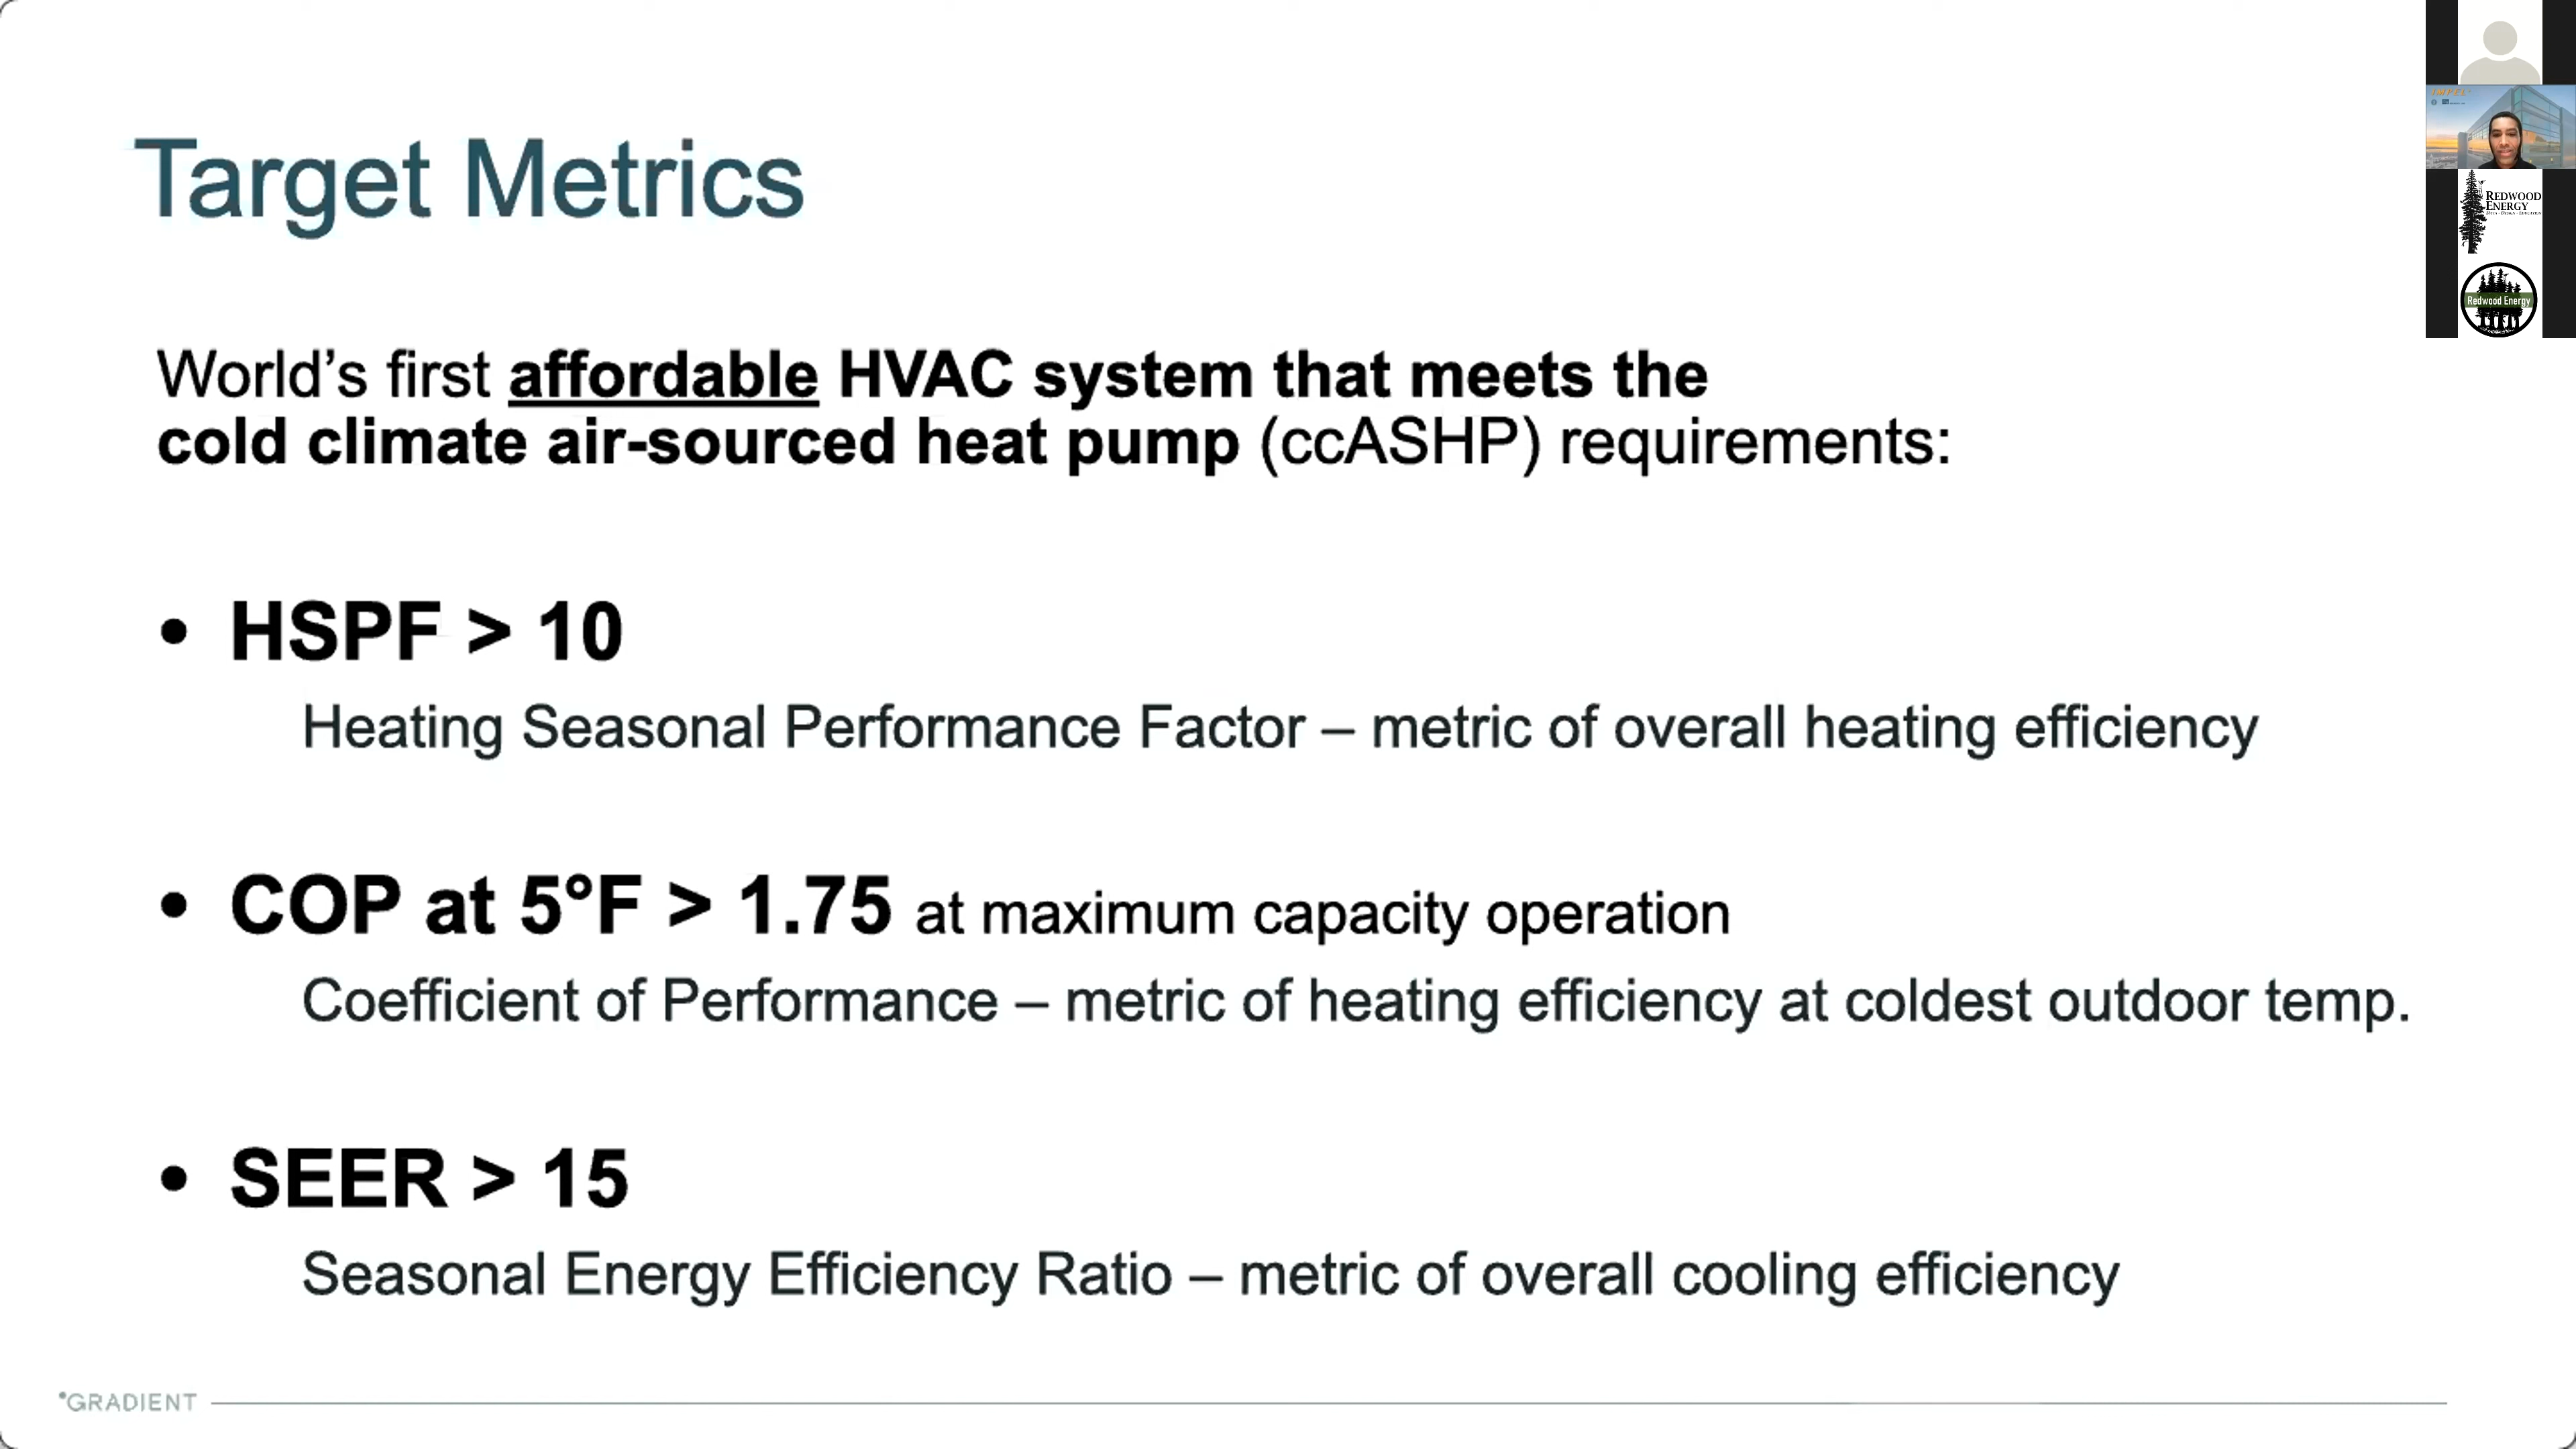 Target Metrics
World's first affordable HVAC system that meets the
cold climate air-sourced heat pump (ccASHP) requirements:
• HSPF > 10
Heating Seasonal Performance Factor – metric of overall heating efficiency
• COP at 5°F > 1.75 at maximum capacity operation
Coefficient of Performance – metric of heating efficiency at coldest outdoor temp.
• SEER > 15
Seasonal Energy Efficiency Ratio – metric of overall cooling efficiency
°GRADIENT
REDWOOD
ENERGY
Redwood Energy